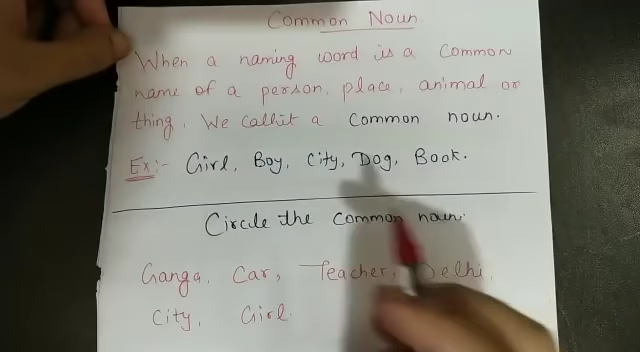 Common Noun
When a naming word is a common
name of a person, place, animal or
thing, We call it a common noun.
Ex:- Girl, Boy, City, Dog, Book.
Circle the common noun:
Ganga, Car, Teacher, Delhi,
City, Girl.